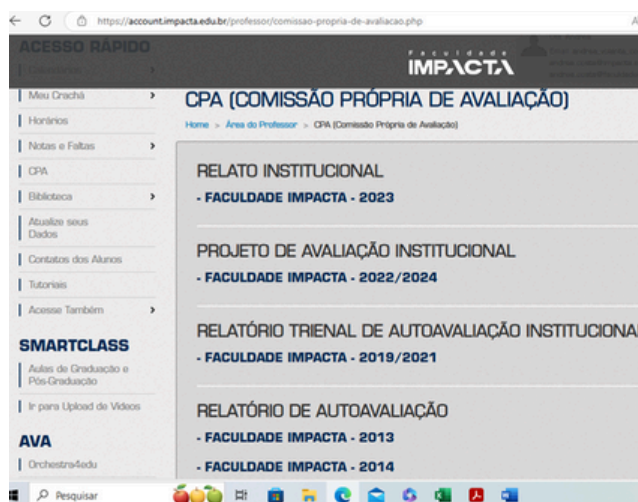 https://account.impacta.edu.br/professor/comissao-propria-de-avaliacao.php
ACESSO RÁPIDO
Faculdade
IMPACTA
Calendários
Meu Crachá
Horários
Notas e Faltas
CPA
Biblioteca
Atualize seus
Dados
Contatos dos Alunos
Tutoriais
Acesse Também
SMARTCLASS
Aulas de Graduação e
Pós-Graduação
Ir para Upload de Vídeos
AVA
Orchestra4edu
CPA (COMISSÃO PRÓPRIA DE AVALIAÇÃO)
Home > Área do Professor > CPA (Comissão Própria de Avaliação)
RELATO INSTITUCIONAL
- FACULDADE IMPACTA - 2023
PROJETO DE AVALIAÇÃO INSTITUCIONAL
- FACULDADE IMPACTA - 2022/2024
RELATÓRIO TRIENAL DE AUTOAVALIAÇÃO INSTITUCIONA
- FACULDADE IMPACTA - 2019/2021
RELATÓRIO DE AUTOAVALIAÇÃO
- FACULDADE IMPACTA - 2013
- FACULDADE IMPACTA - 2014
Pesquisar